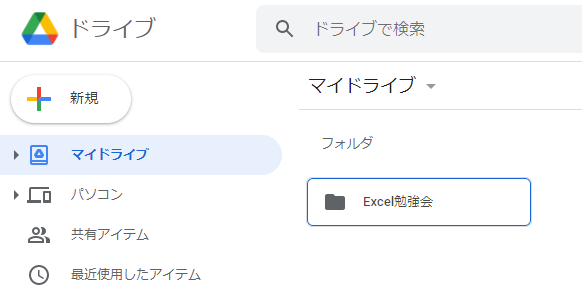 ドライブ
ドライブで検索
新規
マイドライブ
パソコン
共有アイテム
最近使用したアイテム
マイドライブ
フォルダ
Excel勉強会